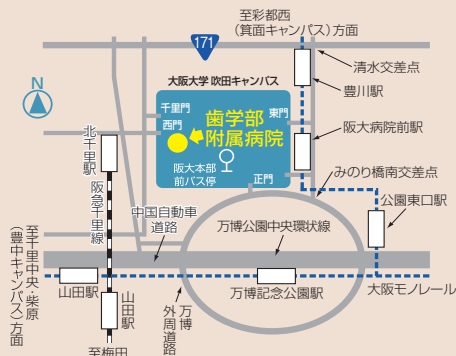 至彩都西
(箕面キャンパス)方面
171
清水交差点
N
大阪大学 吹田キャンパス
豊川駅
千里門
東門
西門
歯学部
附属病院
阪大病院前駅
北千里駅
阪大本部
前バス停
みのり橋南交差点
正門
公園東口駅
阪急千里線
中国自動車
道路
万博公園中央環状線
至千里中央・柴原
(豊中キャンパス)方面
山田駅
山田駅
万博
外周道路
万博記念公園駅
大阪モノレール
至梅田